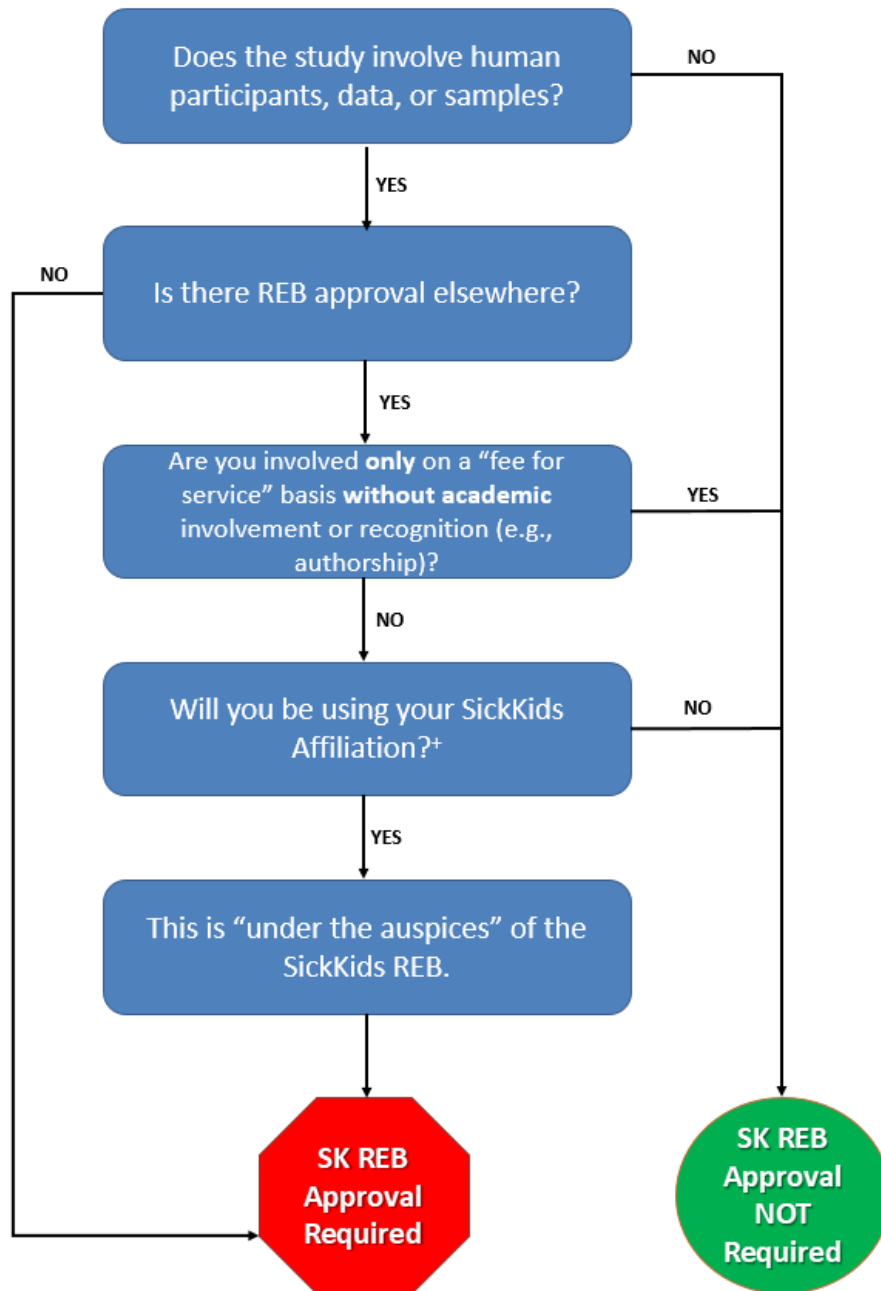 Does the study involve human
participants, data, or samples?
NO
YES
Is there REB approval elsewhere?
NO
YES
Are you involved only on a “fee for
service” basis without academic
involvement or recognition (e.g.,
authorship)?
YES
NO
Will you be using your SickKids
Affiliation?⁺
NO
YES
This is “under the auspices” of the
SickKids REB.
SK REB
Approval
Required
SK REB
Approval
NOT
Required